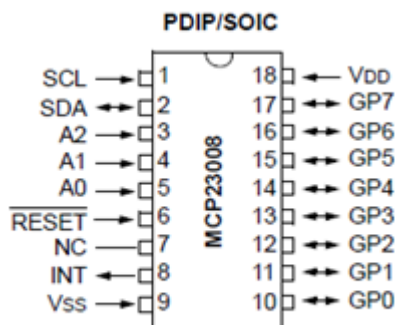 PDIP/SOIC
SCL 1 18 VDD
SDA 2 17 GP7
A2 3 16 GP6
A1 4 15 GP5
A0 5 14 GP4
RESET 6 13 GP3
NC 7 12 GP2
INT 8 11 GP1
VSS 9 10 GP0
MCP23008